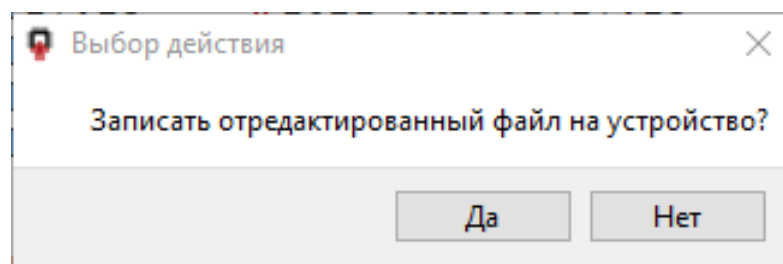 Выбор действия
Записать отредактированный файл на устройство?
Да
Нет